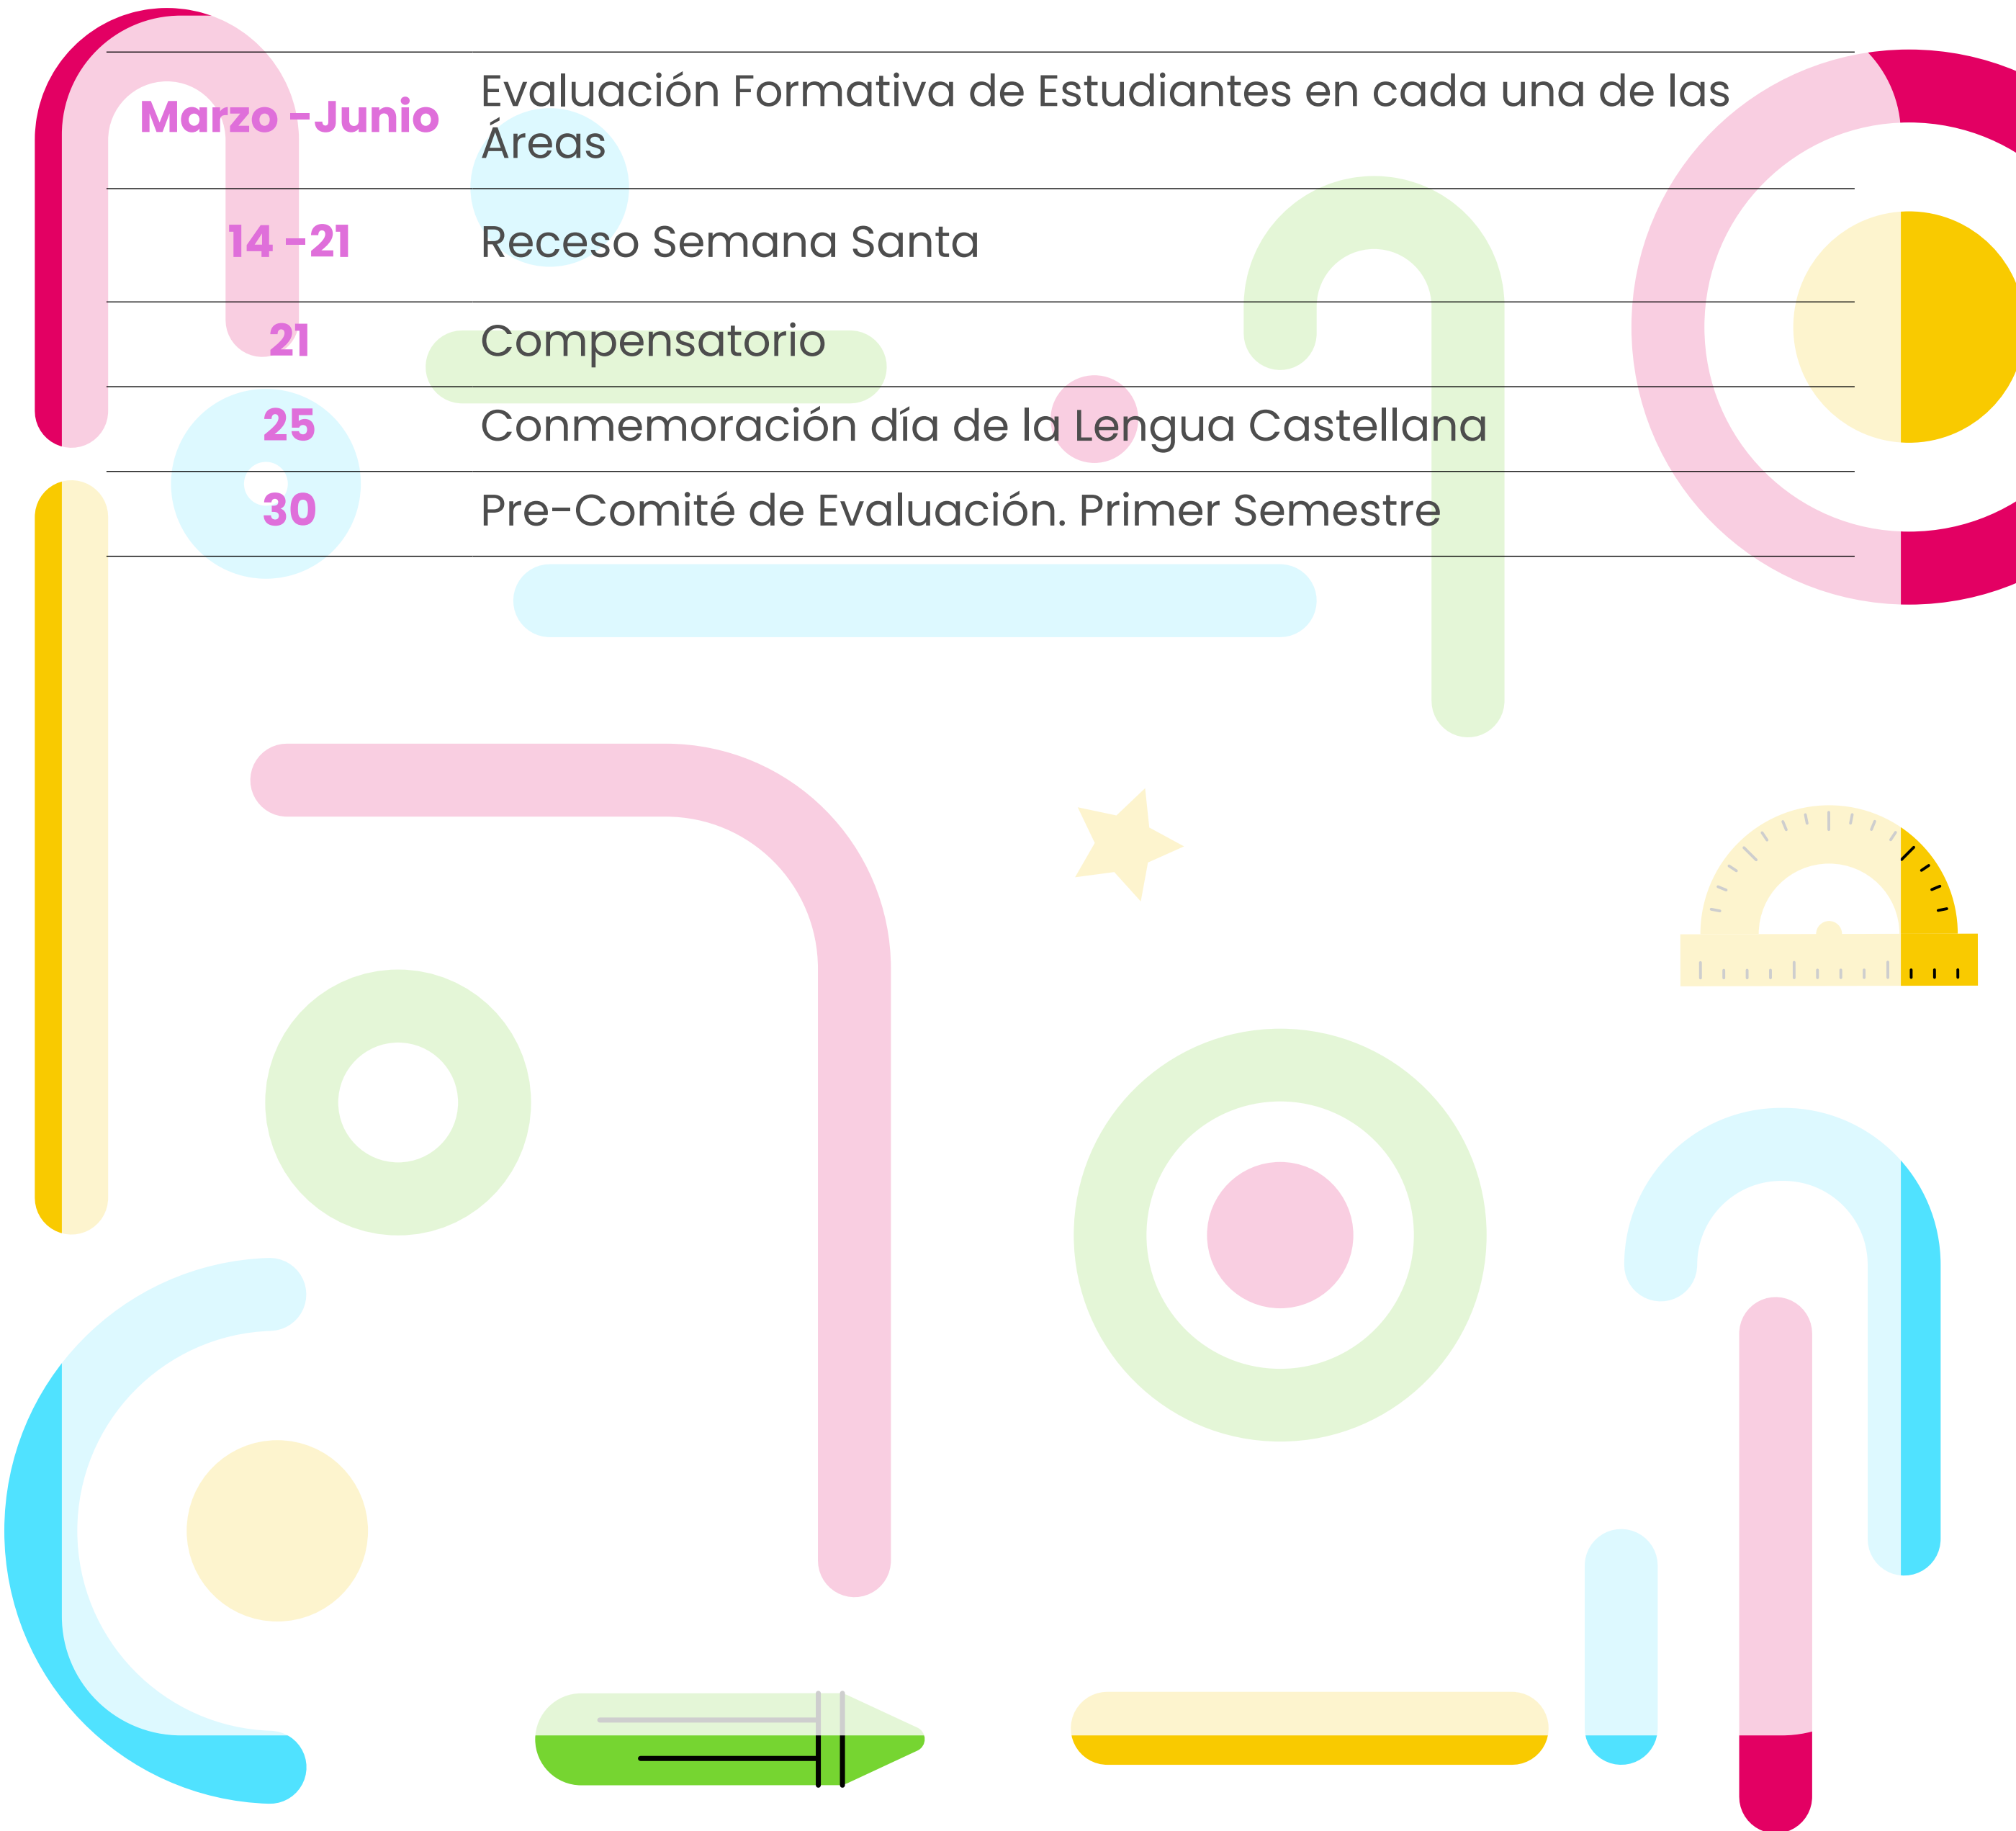 Marzo -Junio Evaluación Formativa de Estudiantes en cada una de las
Áreas
14 -21 Receso Semana Santa
21 Compensatorio
25 Conmemoración día de la Lengua Castellana
30 Pre-Comité de Evaluación. Primer Semestre